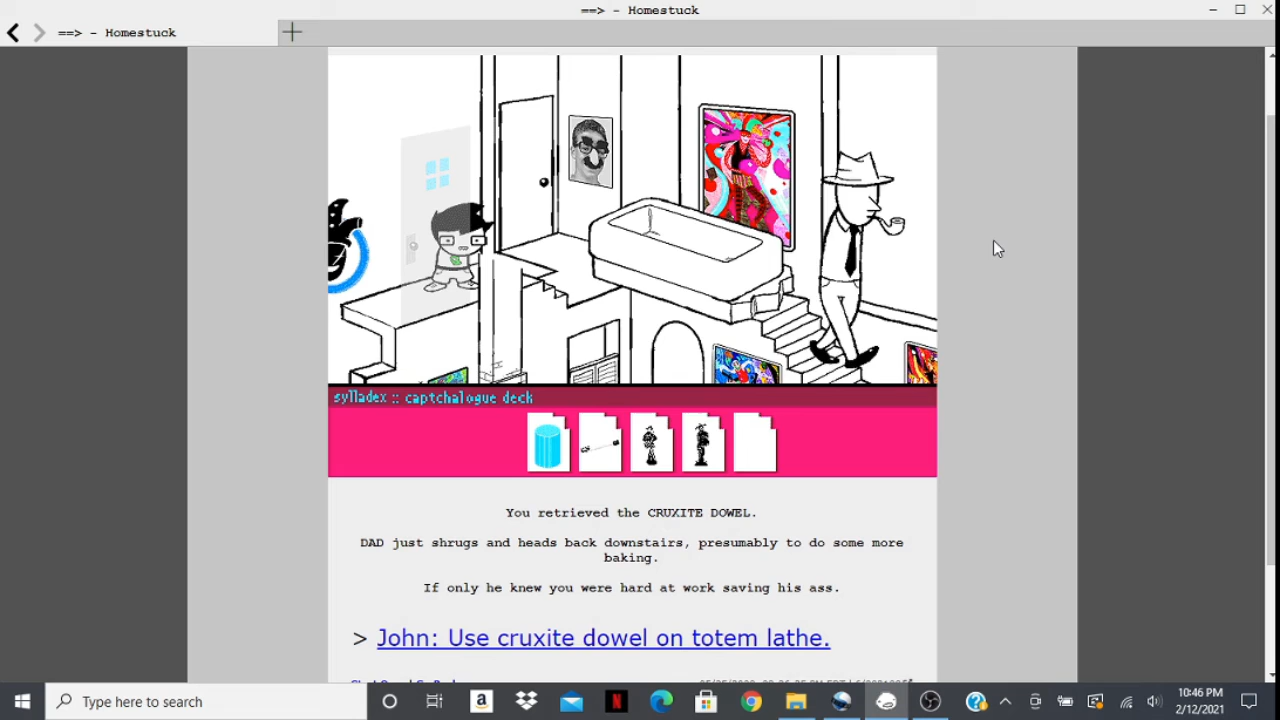 ==> - Homestuck
==> - Homestuck
sylladex :: captchalogue deck
You retrieved the CRUXITE DOWEL.
DAD just shrugs and heads back downstairs, presumably to do some more
baking.
If only he knew you were hard at work saving his ass.
> John: Use cruxite dowel on totem lathe.
Type here to search
10:46 PM
2/12/2021